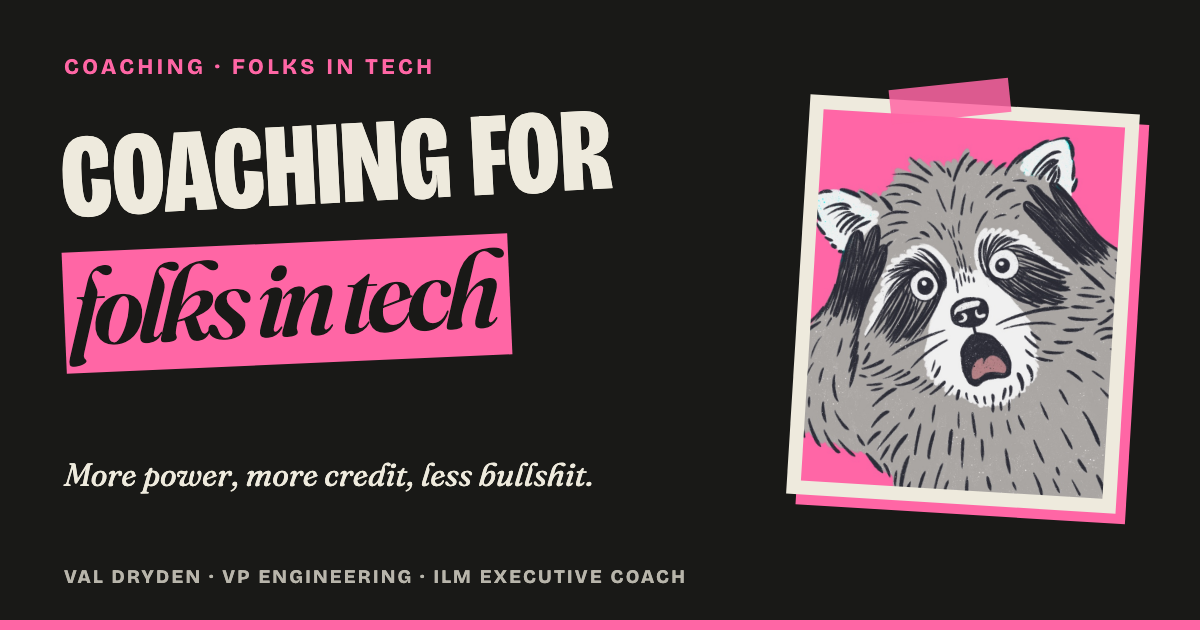 COACHING · FOLKS IN TECH
COACHING FOR
folks in tech
More power, more credit, less bullshit.
VAL DRYDEN · VP ENGINEERING · ILM EXECUTIVE COACH